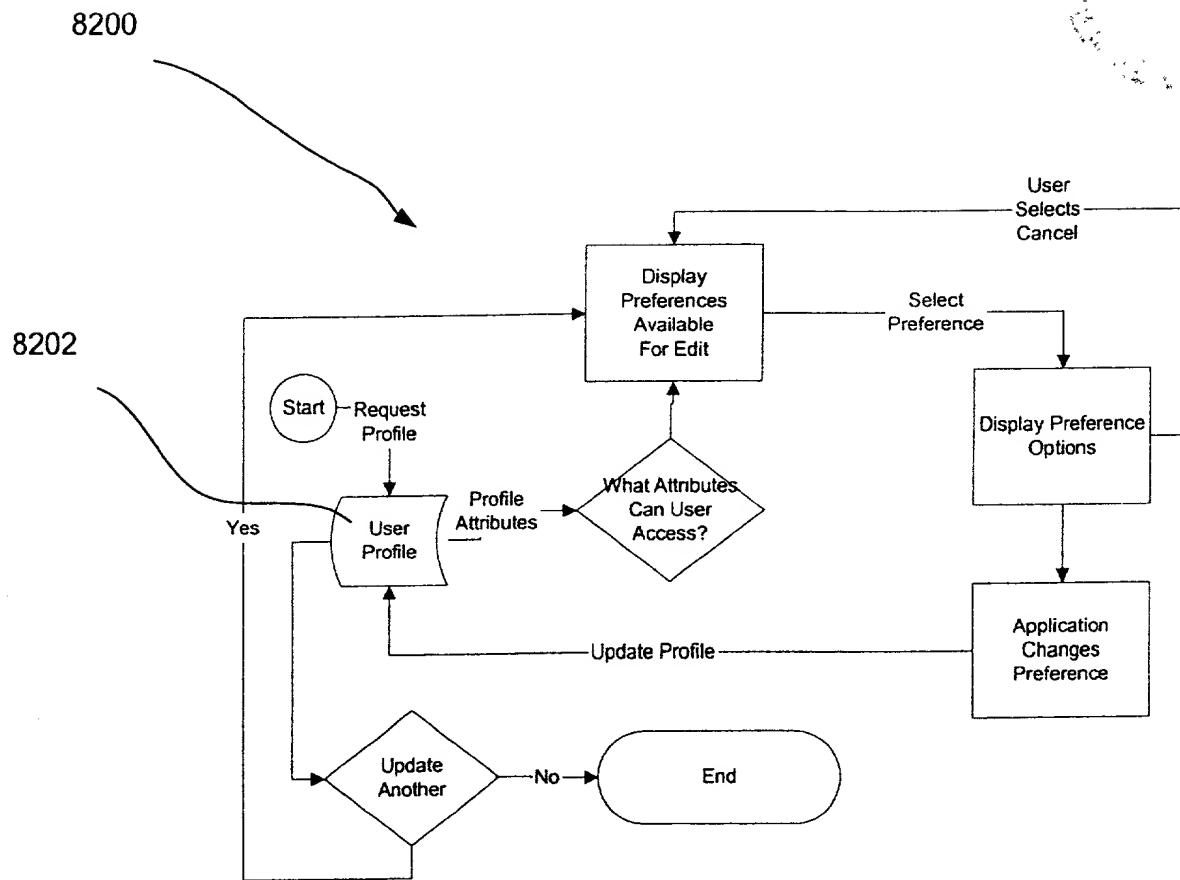 8200
User
Selects
Cancel
Display
Preferences
Available
For Edit
Select
Preference
8202
Start
Request
Profile
Display Preference
Options
What Attributes
Can User
Access?
Profile
Attributes
User
Profile
Yes
Application
Changes
Preference
Update Profile
Update
Another
No
End